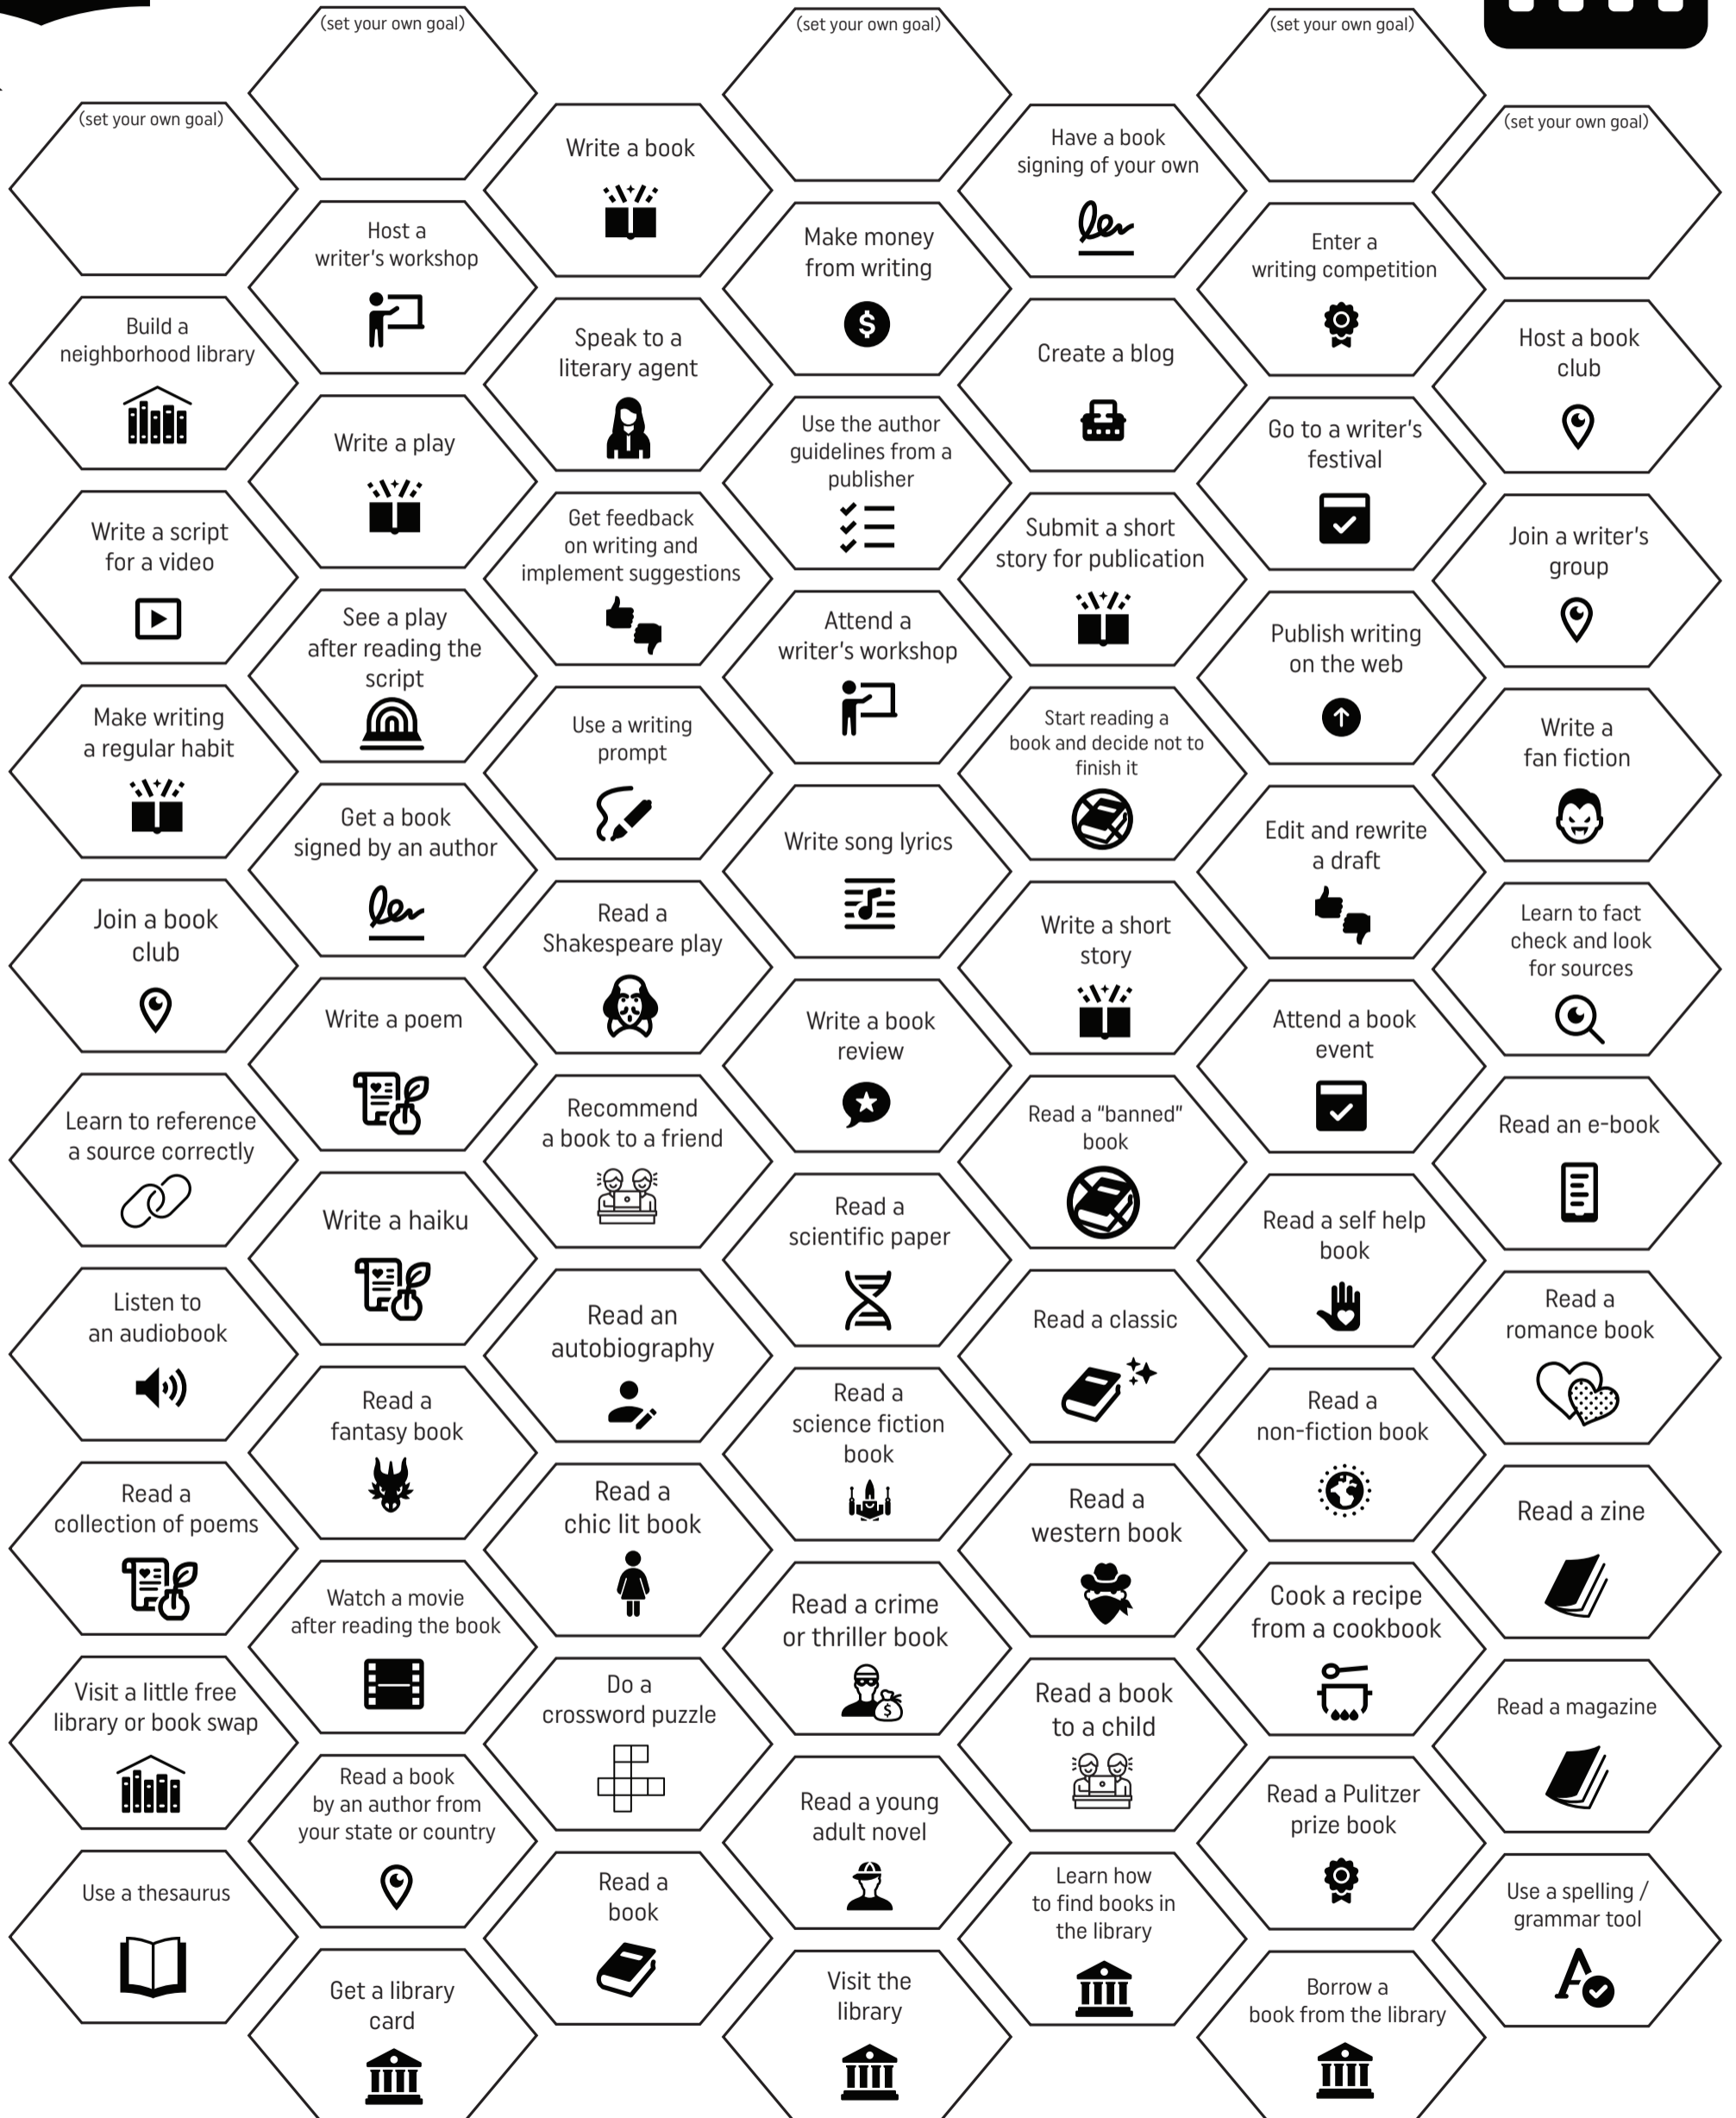 (set your own goal)
(set your own goal)
(set your own goal)
(set your own goal)
(set your own goal)
Write a book
Have a book
signing of your own
Host a
writer's workshop
Make money
from writing
Enter a
writing competition
Build a
neighborhood library
Speak to a
literary agent
Create a blog
Host a book
club
Write a play
Use the author
guidelines from a
publisher
Go to a writer's
festival
Write a script
for a video
Get feedback
on writing and
implement suggestions
Submit a short
story for publication
Join a writer's
group
See a play
after reading the
script
Attend a
writer's workshop
Publish writing
on the web
Make writing
a regular habit
Use a writing
prompt
Start reading a
book and decide not to
finish it
Write a
fan fiction
Get a book
signed by an author
Write song lyrics
Edit and rewrite
a draft
Join a book
club
Read a
Shakespeare play
Write a short
story
Learn to fact
check and look
for sources
Write a poem
Write a book
review
Attend a book
event
Learn to reference
a source correctly
Recommend
a book to a friend
Read a "banned"
book
Read an e-book
Write a haiku
Read a
scientific paper
Read a self help
book
Listen to
an audiobook
Read an
autobiography
Read a classic
Read a
romance book
Read a
fantasy book
Read a
science fiction
book
Read a
non-fiction book
Read a
collection of poems
Read a
chic lit book
Read a
western book
Read a zine
Watch a movie
after reading the book
Read a crime
or thriller book
Cook a recipe
from a cookbook
Visit a little free
library or book swap
Do a
crossword puzzle
Read a book
to a child
Read a magazine
Read a book
by an author from
your state or country
Read a young
adult novel
Read a Pulitzer
prize book
Use a thesaurus
Read a
book
Learn how
to find books in
the library
Use a spelling /
grammar tool
Get a library
card
Visit the
library
Borrow a
book from the library